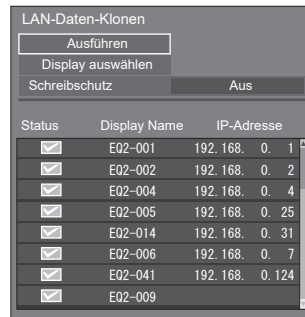 LAN-Daten-Klonen
Ausführen
Display auswählen
Schreibschutz Aus
Status Display Name IP-Adresse
EQ2-001 192.168. 0. 1
EQ2-002 192.168. 0. 2
EQ2-004 192.168. 0. 4
EQ2-005 192.168. 0. 25
EQ2-014 192.168. 0. 31
EQ2-006 192.168. 0. 7
EQ2-041 192.168. 0.124
EQ2-009